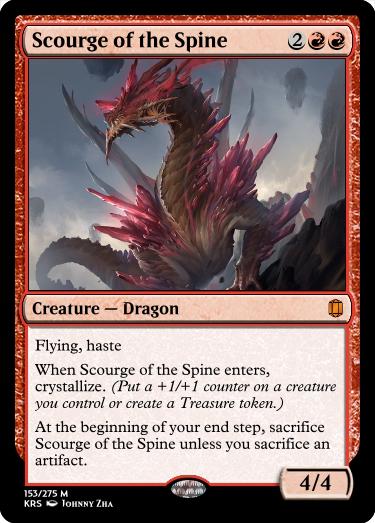 Scourge of the Spine 2
Creature — Dragon
Flying, haste
When Scourge of the Spine enters,
crystallize. (Put a +1/+1 counter on a creature
you control or create a Treasure token.)
At the beginning of your end step, sacrifice
Scourge of the Spine unless you sacrifice an
artifact.
4/4
153/275 M
KRS Johnny Zha